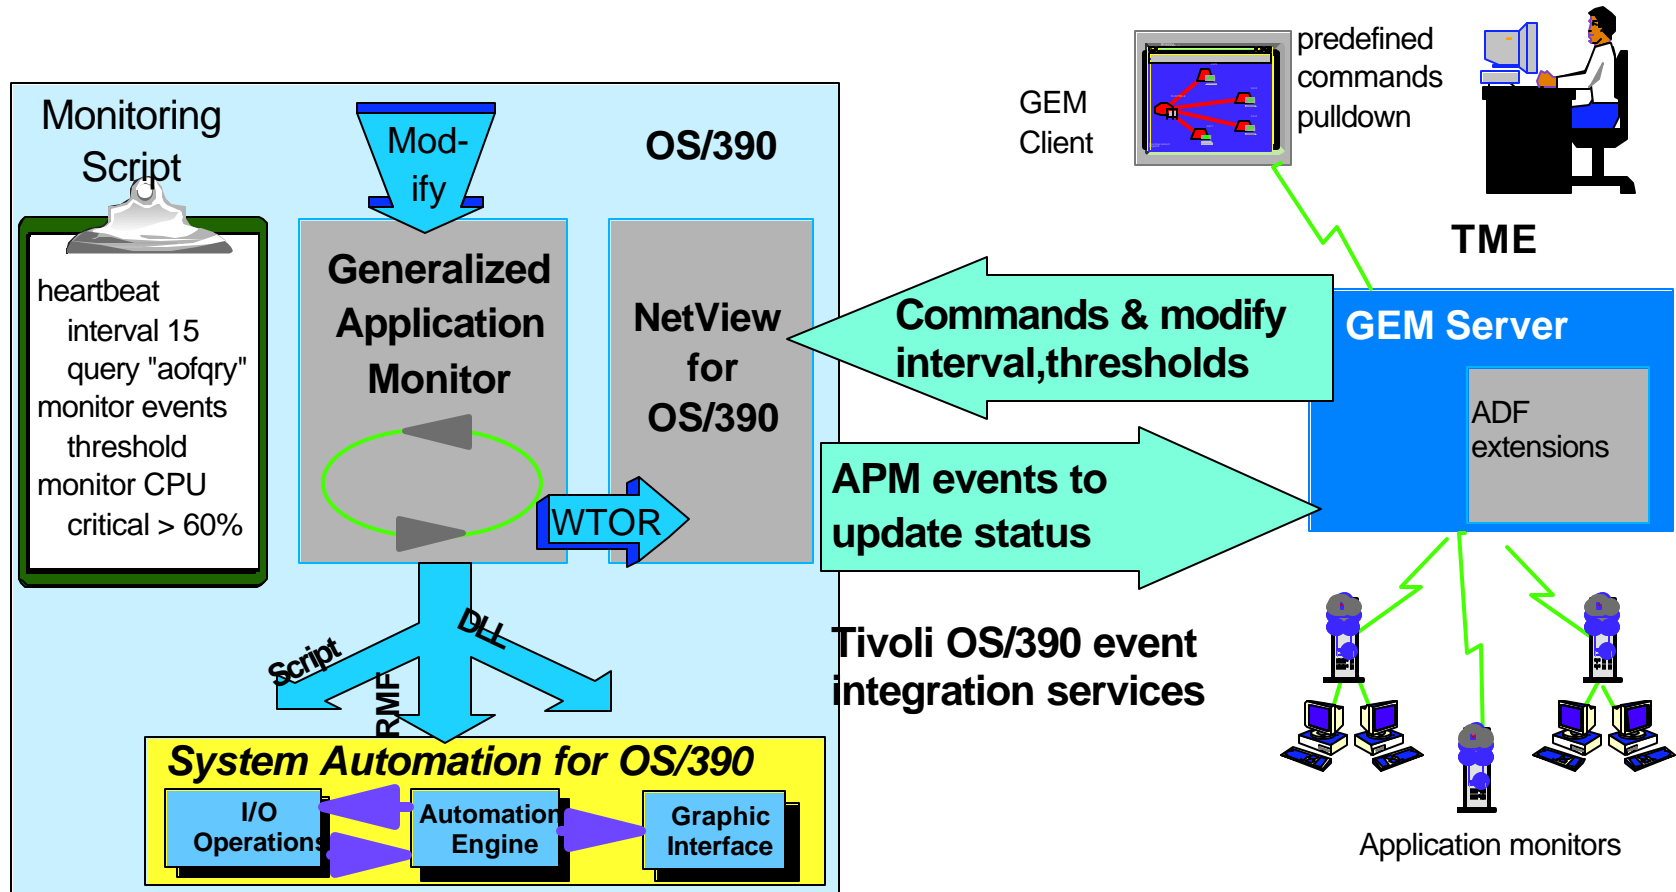 Monitoring
Script
heartbeat
interval 15
query "aofqry"
monitor events
threshold
monitor CPU
critical > 60%
Mod-
ify
OS/390
Generalized
Application
Monitor
NetView
for
OS/390
WTOR
Script
RMF
DLL
System Automation for OS/390
I/O
Operations
Automation
Engine
Graphic
Interface
Commands & modify
interval,thresholds
APM events to
update status
Tivoli OS/390 event
integration services
GEM
Client
predefined
commands
pulldown
TME
GEM Server
ADF
extensions
Application monitors